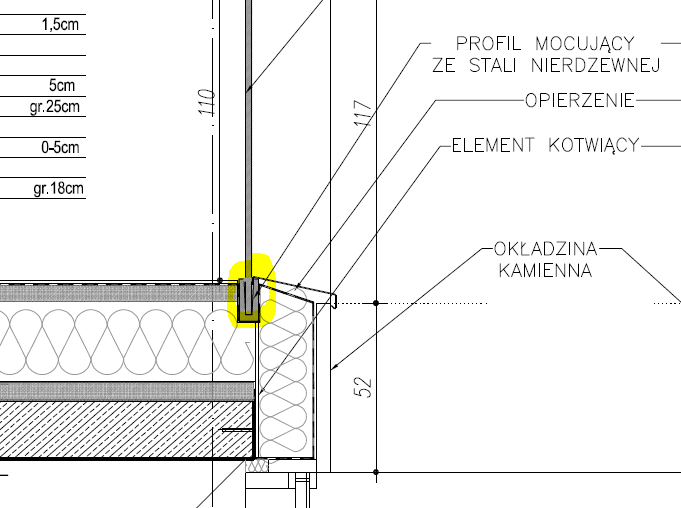 1,5cm
5cm
gr.25cm
0-5cm
gr.18cm
110
117
52
PROFIL MOCUJĄCY
ZE STALI NIERDZEWNEJ
OPIERZENIE
ELEMENT KOTWIĄCY
OKŁADZINA
KAMIENNA